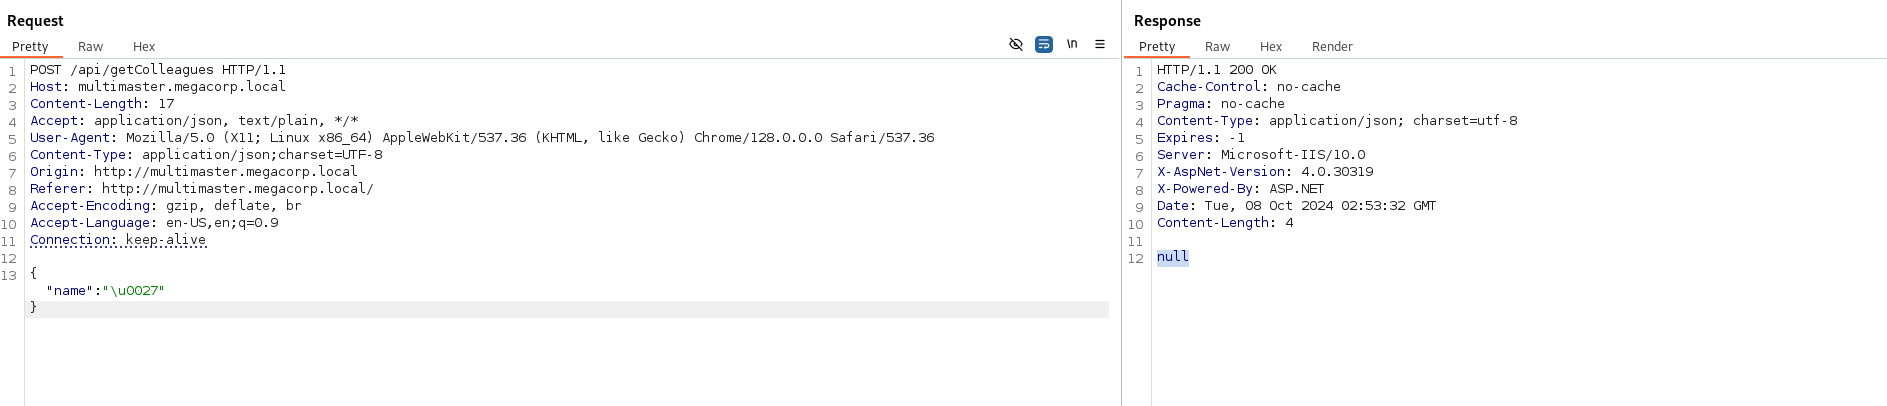 Request
Pretty Raw Hex
\n
1 POST /api/getColleagues HTTP/1.1
2 Host: multimaster.megacorp.local
3 Content-Length: 17
4 Accept: application/json, text/plain, */*
5 User-Agent: Mozilla/5.0 (X11; Linux x86_64) AppleWebKit/537.36 (KHTML, like Gecko) Chrome/128.0.0.0 Safari/537.36
6 Content-Type: application/json;charset=UTF-8
7 Origin: http://multimaster.megacorp.local
8 Referer: http://multimaster.megacorp.local/
9 Accept-Encoding: gzip, deflate, br
10 Accept-Language: en-US,en;q=0.9
11 Connection: keep-alive
12
13 {
"name":"\u0027"
}
Response
Pretty Raw Hex Render
1 HTTP/1.1 200 OK
2 Cache-Control: no-cache
3 Pragma: no-cache
4 Content-Type: application/json; charset=utf-8
5 Expires: -1
6 Server: Microsoft-IIS/10.0
7 X-AspNet-Version: 4.0.30319
8 X-Powered-By: ASP.NET
9 Date: Tue, 08 Oct 2024 02:53:32 GMT
10 Content-Length: 4
11
12 null